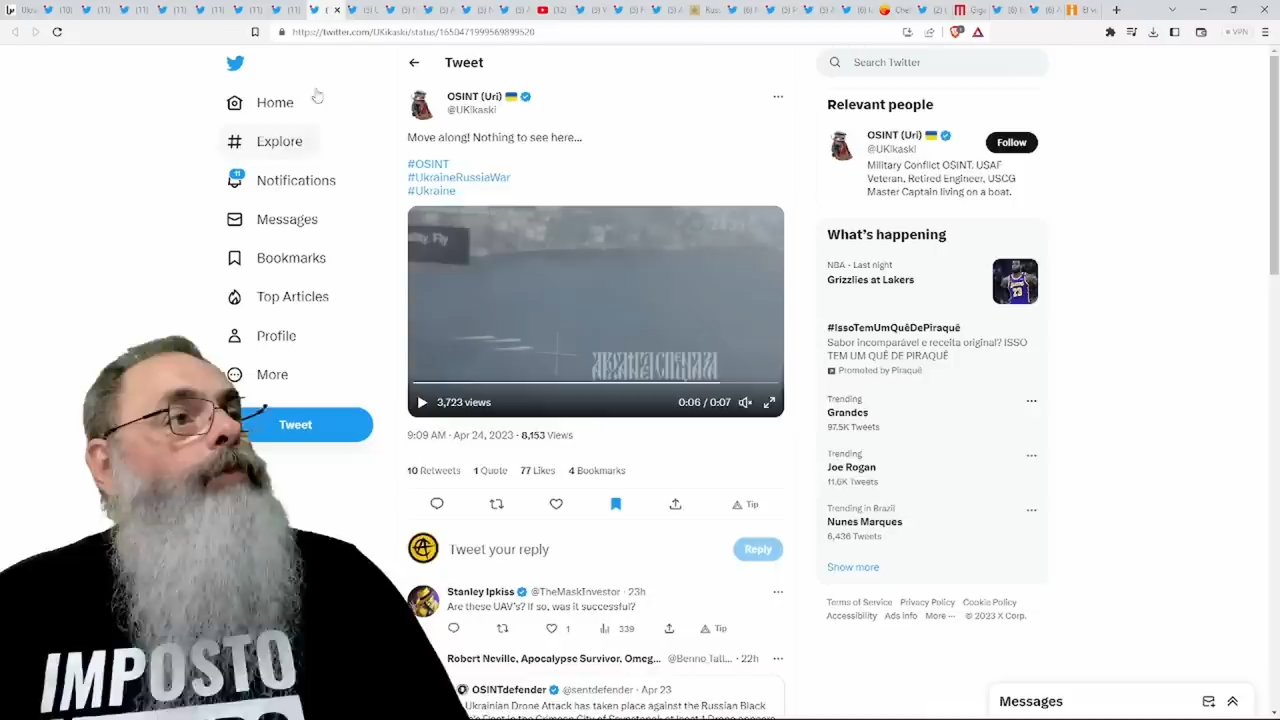 https://twitter.com/UKikaski/status/1650471999569899520
VPN
Home
Explore
11
Notifications
Messages
Bookmarks
Top Articles
Profile
More
Tweet
Tweet
OSINT (Uri)
@UKikaski
Move along! Nothing to see here...
#OSINT
#UkraineRussiaWar
#Ukraine
Fly
3,723 views
0:06 / 0:07
9:09 AM · Apr 24, 2023 · 8,153 Views
10 Retweets 1 Quote 77 Likes 4 Bookmarks
Tip
Tweet your reply
Reply
Stanley Ipkiss @TheMaskInvestor · 23h
Are these UAV's? If so, was it successful?
1 339 Tip
Robert Neville, Apocalypse Survivor, Omeg... @Benno_Tall... · 22h
OSINTdefender @sentdefender · Apr 23
Ukrainian Drone Attack has taken place against the Russian Black
Search Twitter
Relevant people
OSINT (Uri)
@UKikaski
Follow
Military Conflict OSINT. USAF
Veteran, Retired Engineer, USCG
Master Captain living on a boat.
What's happening
NBA · Last night
Grizzlies at Lakers
#IssoTemUmQuêDePiraquê
Sabor incomparável e receita original? ISSO
TEM UM QUÊ DE PIRAQUÊ
Promoted by Piraquê
Trending
Grandes
97.5K Tweets
Trending
Joe Rogan
11.6K Tweets
Trending in Brazil
Nunes Marques
6,436 Tweets
Show more
Terms of Service Privacy Policy Cookie Policy
Accessibility Ads info More ··· © 2023 X Corp.
Messages
IMPOSTO